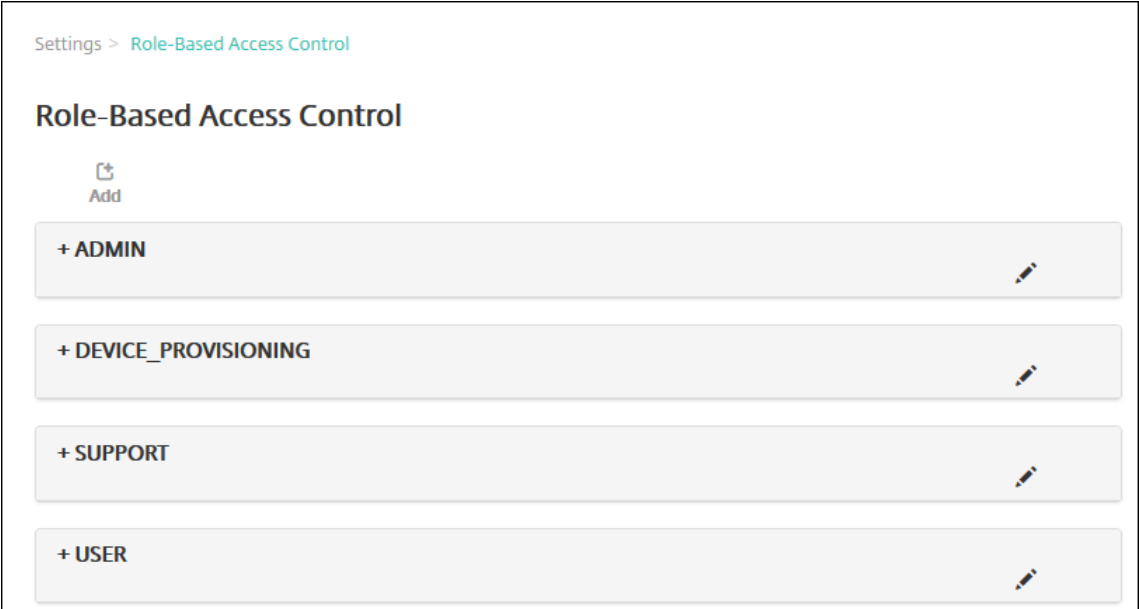 Settings > Role-Based Access Control
Role-Based Access Control
Add
+ ADMIN
+ DEVICE_PROVISIONING
+ SUPPORT
+ USER